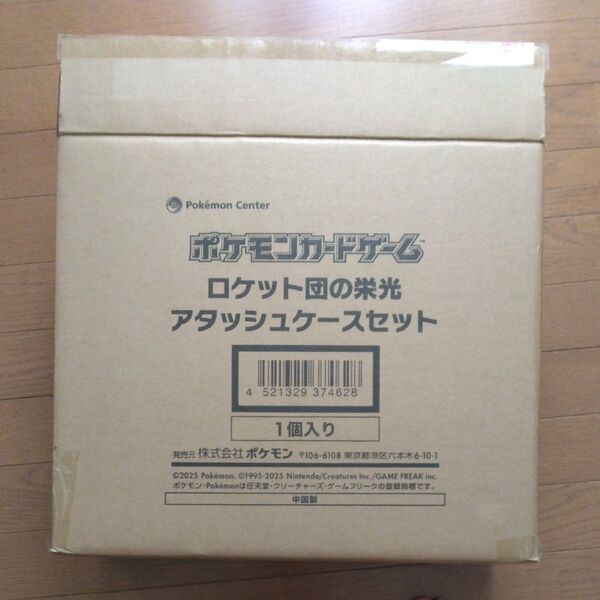 Pokémon Center
ポケモンカードゲーム™
ロケット団の栄光
アタッシュケースセット
4 521329 374628
1個入り
発売元 株式会社ポケモン 〒106-6108 東京都港区六本木6-10-1
©2025 Pokémon. ©1995-2025 Nintendo/Creatures Inc./GAME FREAK inc.
ポケモン・Pokémonは任天堂・クリーチャーズ・ゲームフリークの登録商標です。
中国製